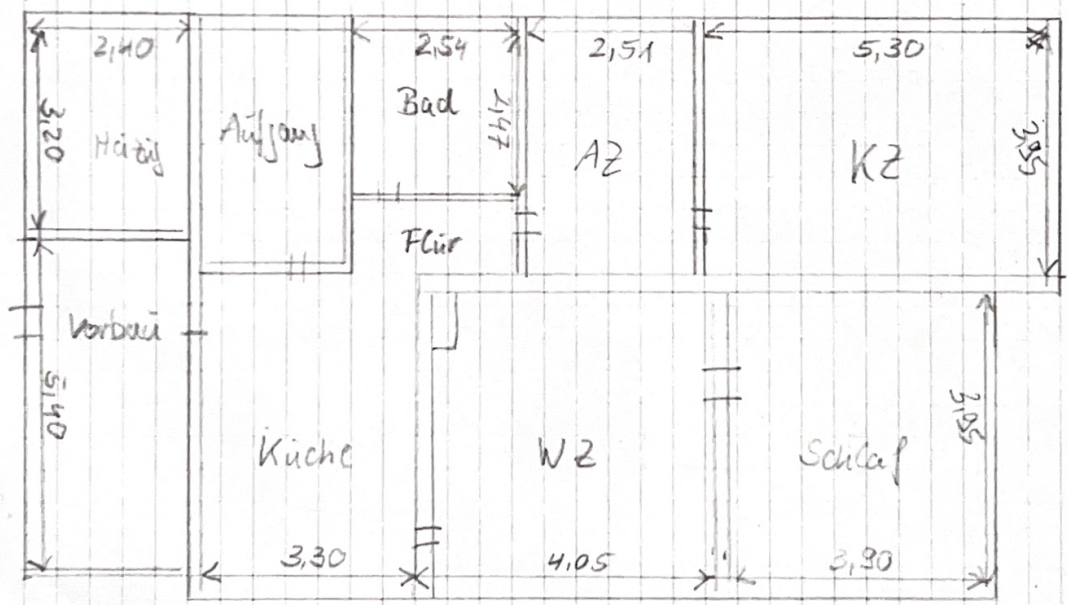 2,40
2,54
2,51
5,30
3,20
Heizig
Aufgang
Bad
2,47
AZ
KZ
3,95
Flur
Vorbau
5,40
Küche
WZ
Schlaf
3,95
3,30
4,05
3,90